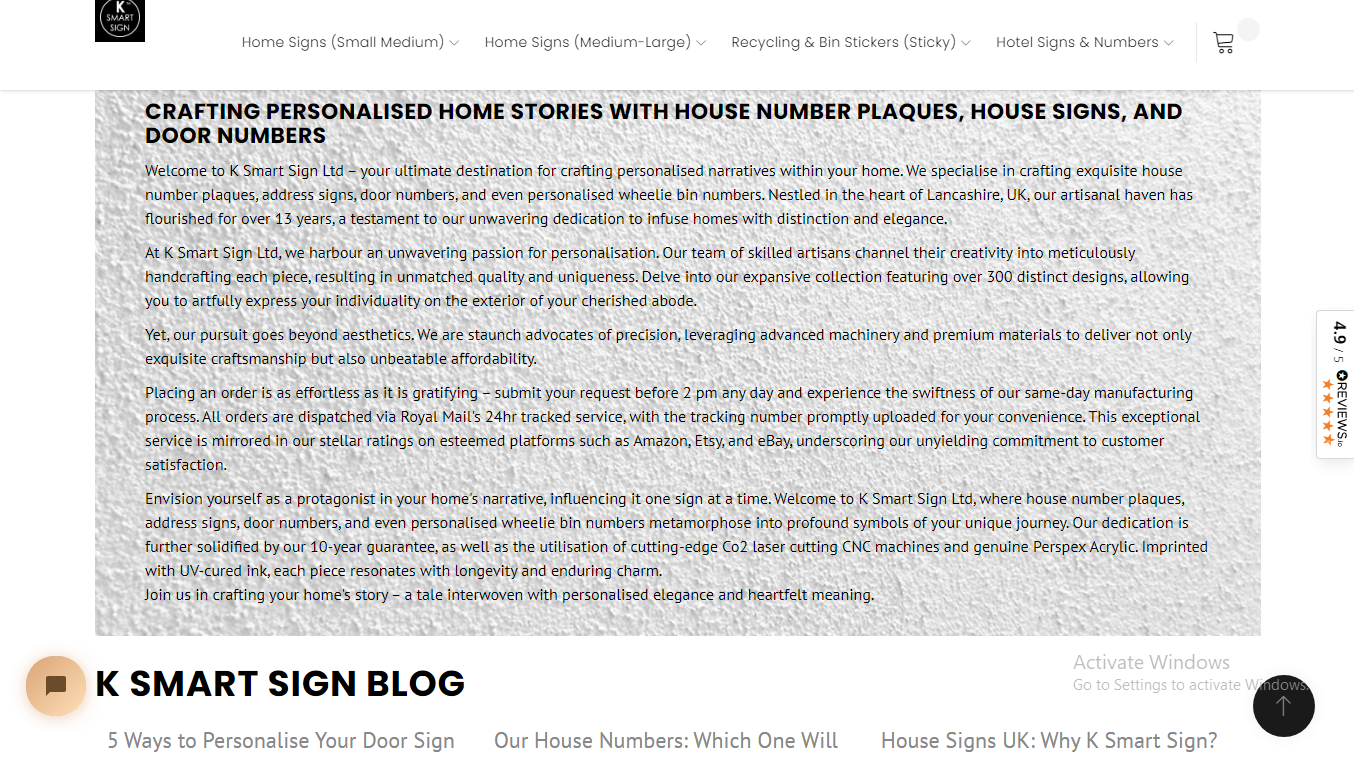 K
SMART
SIGN
Home Signs (Small Medium)
Home Signs (Medium-Large)
Recycling & Bin Stickers (Sticky)
Hotel Signs & Numbers
CRAFTING PERSONALISED HOME STORIES WITH HOUSE NUMBER PLAQUES, HOUSE SIGNS, AND
DOOR NUMBERS
Welcome to K Smart Sign Ltd – your ultimate destination for crafting personalised narratives within your home. We specialise in crafting exquisite house
number plaques, address signs, door numbers, and even personalised wheelie bin numbers. Nestled in the heart of Lancashire, UK, our artisanal haven has
flourished for over 13 years, a testament to our unwavering dedication to infuse homes with distinction and elegance.
At K Smart Sign Ltd, we harbour an unwavering passion for personalisation. Our team of skilled artisans channel their creativity into meticulously
handcrafting each piece, resulting in unmatched quality and uniqueness. Delve into our expansive collection featuring over 300 distinct designs, allowing
you to artfully express your individuality on the exterior of your cherished abode.
Yet, our pursuit goes beyond aesthetics. We are staunch advocates of precision, leveraging advanced machinery and premium materials to deliver not only
exquisite craftsmanship but also unbeatable affordability.
Placing an order is as effortless as it is gratifying – submit your request before 2 pm any day and experience the swiftness of our same-day manufacturing
process. All orders are dispatched via Royal Mail's 24hr tracked service, with the tracking number promptly uploaded for your convenience. This exceptional
service is mirrored in our stellar ratings on esteemed platforms such as Amazon, Etsy, and eBay, underscoring our unyielding commitment to customer
satisfaction.
Envision yourself as a protagonist in your home's narrative, influencing it one sign at a time. Welcome to K Smart Sign Ltd, where house number plaques,
address signs, door numbers, and even personalised wheelie bin numbers metamorphose into profound symbols of your unique journey. Our dedication is
further solidified by our 10-year guarantee, as well as the utilisation of cutting-edge Co2 laser cutting CNC machines and genuine Perspex Acrylic. Imprinted
with UV-cured ink, each piece resonates with longevity and enduring charm.
Join us in crafting your home's story – a tale interwoven with personalised elegance and heartfelt meaning.
4.9 / 5 REVIEWS.io
K SMART SIGN BLOG
Activate Windows
Go to Settings to activate Windows.
5 Ways to Personalise Your Door Sign
Our House Numbers: Which One Will
House Signs UK: Why K Smart Sign?